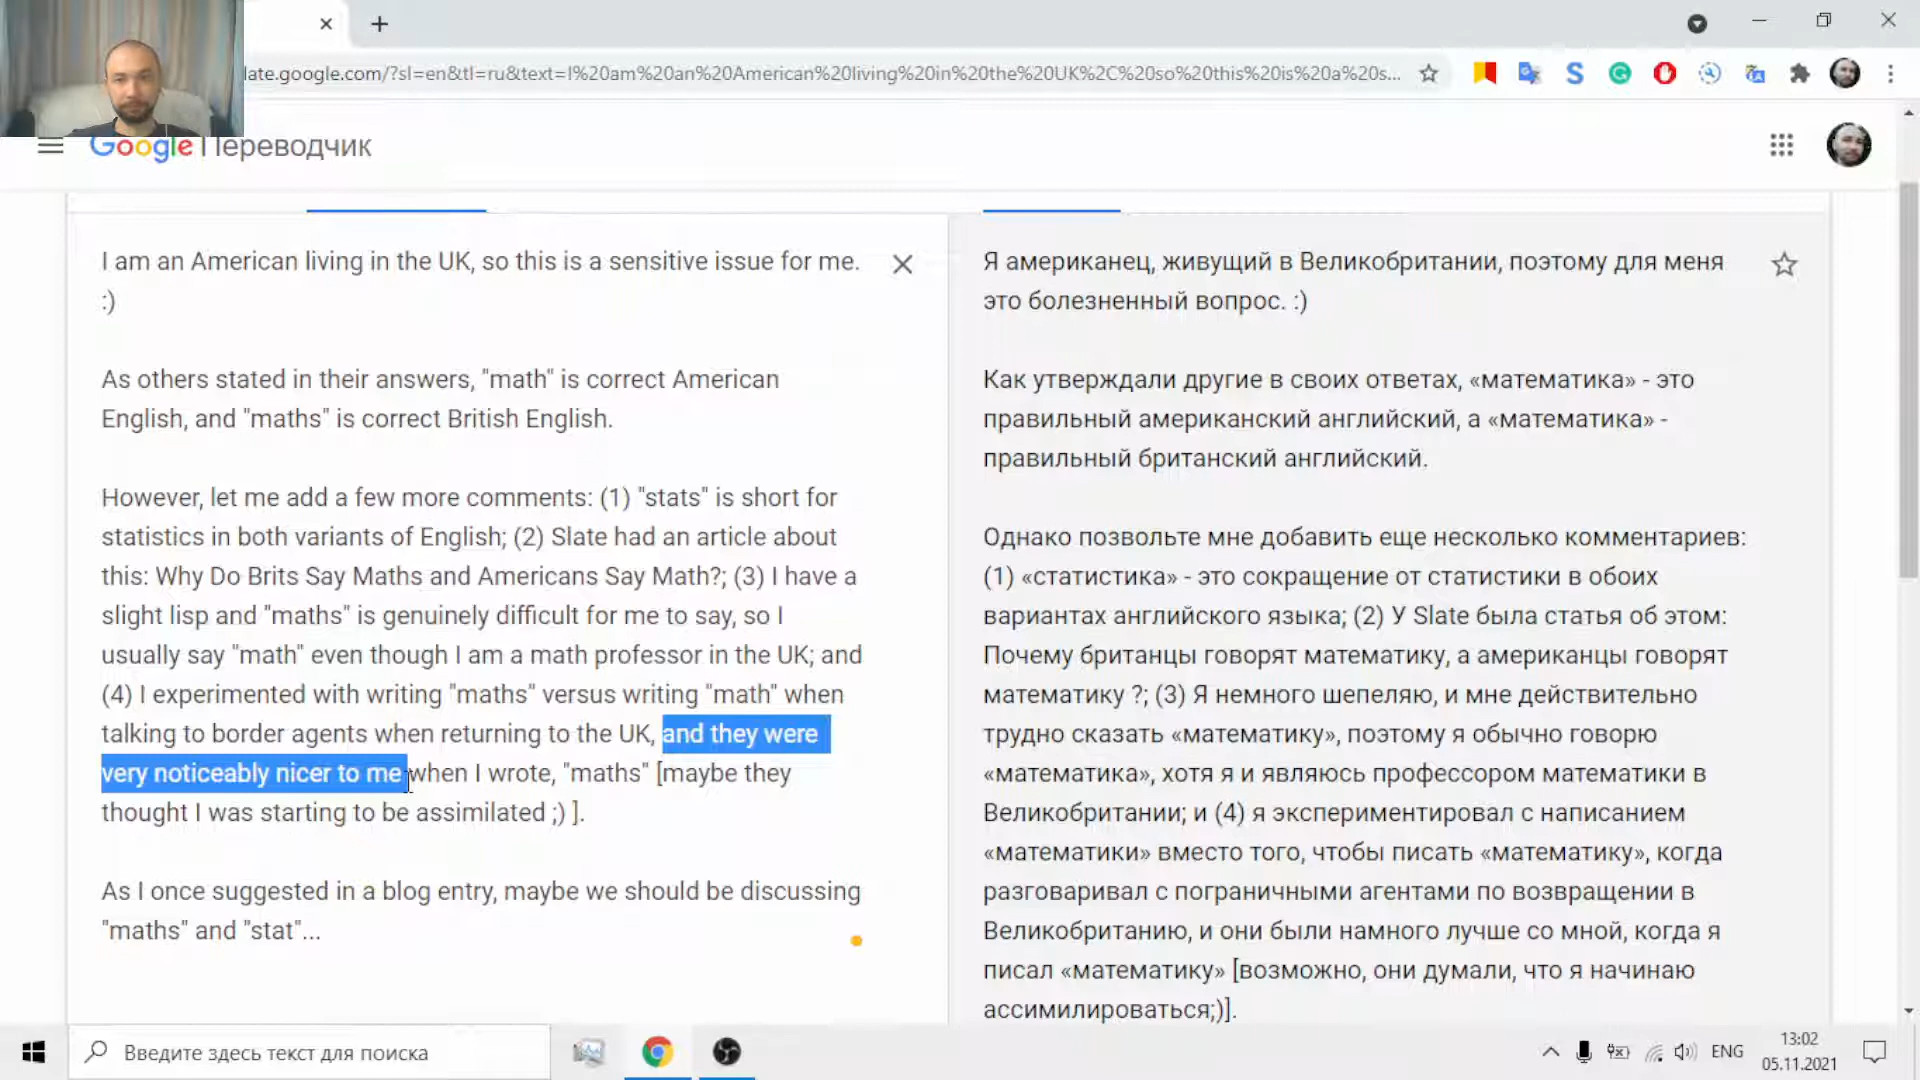 late.google.com/?sl=en&tl=ru&text=I%20am%20an%20American%20living%20in%20the%20UK%2C%20so%20this%20is%20a%20s...
Google Переводчик
I am an American living in the UK, so this is a sensitive issue for me.
:)
As others stated in their answers, "math" is correct American
English, and "maths" is correct British English.
However, let me add a few more comments: (1) "stats" is short for
statistics in both variants of English; (2) Slate had an article about
this: Why Do Brits Say Maths and Americans Say Math?; (3) I have a
slight lisp and "maths" is genuinely difficult for me to say, so I
usually say "math" even though I am a math professor in the UK; and
(4) I experimented with writing "maths" versus writing "math" when
talking to border agents when returning to the UK, and they were
very noticeably nicer to me when I wrote, "maths" [maybe they
thought I was starting to be assimilated ;) ].
As I once suggested in a blog entry, maybe we should be discussing
"maths" and "stat"...
Я американец, живущий в Великобритании, поэтому для меня
это болезненный вопрос. :)
Как утверждали другие в своих ответах, «математика» - это
правильный американский английский, а «математика» -
правильный британский английский.
Однако позвольте мне добавить еще несколько комментариев:
(1) «статистика» - это сокращение от статистики в обоих
вариантах английского языка; (2) У Slate была статья об этом:
Почему британцы говорят математику, а американцы говорят
математику ?; (3) Я немного шепеляю, и мне действительно
трудно сказать «математику», поэтому я обычно говорю
«математика», хотя я и являюсь профессором математики в
Великобритании; и (4) я экспериментировал с написанием
«математики» вместо того, чтобы писать «математику», когда
разговаривал с пограничными агентами по возвращении в
Великобританию, и они были намного лучше со мной, когда я
писал «математику» [возможно, они думали, что я начинаю
ассимилироваться;)].
Введите здесь текст для поиска
ENG
13:02
05.11.2021